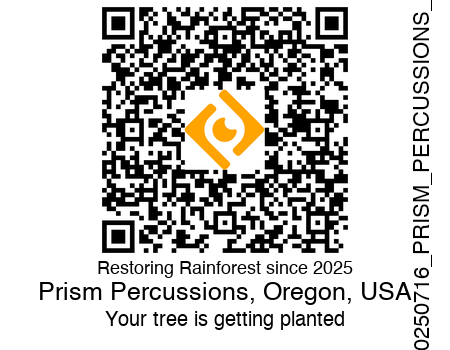 Restoring Rainforest since 2025
Prism Percussions, Oregon, USA
Your tree is getting planted
0250716_PRISM_PERCUSSIONS_